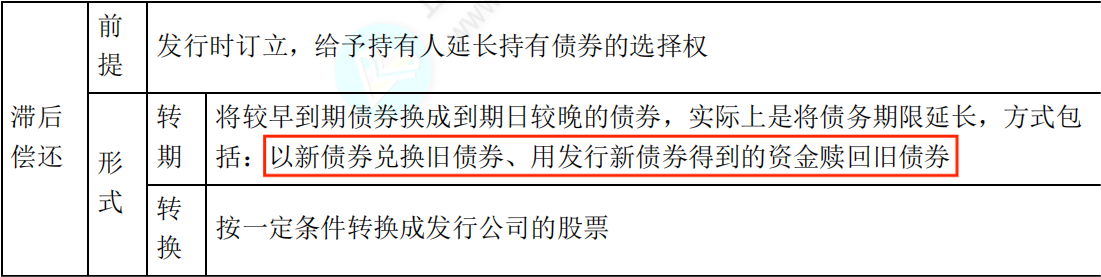 前
提
发行时订立，给予持有人延长持有债券的选择权
滞后
偿还
形
式
转
期
将较早到期债券换成到期日较晚的债券，实际上是将债务期限延长，方式包
括：以新债券兑换旧债券、用发行新债券得到的资金赎回旧债券
转
换
按一定条件转换成发行公司的股票